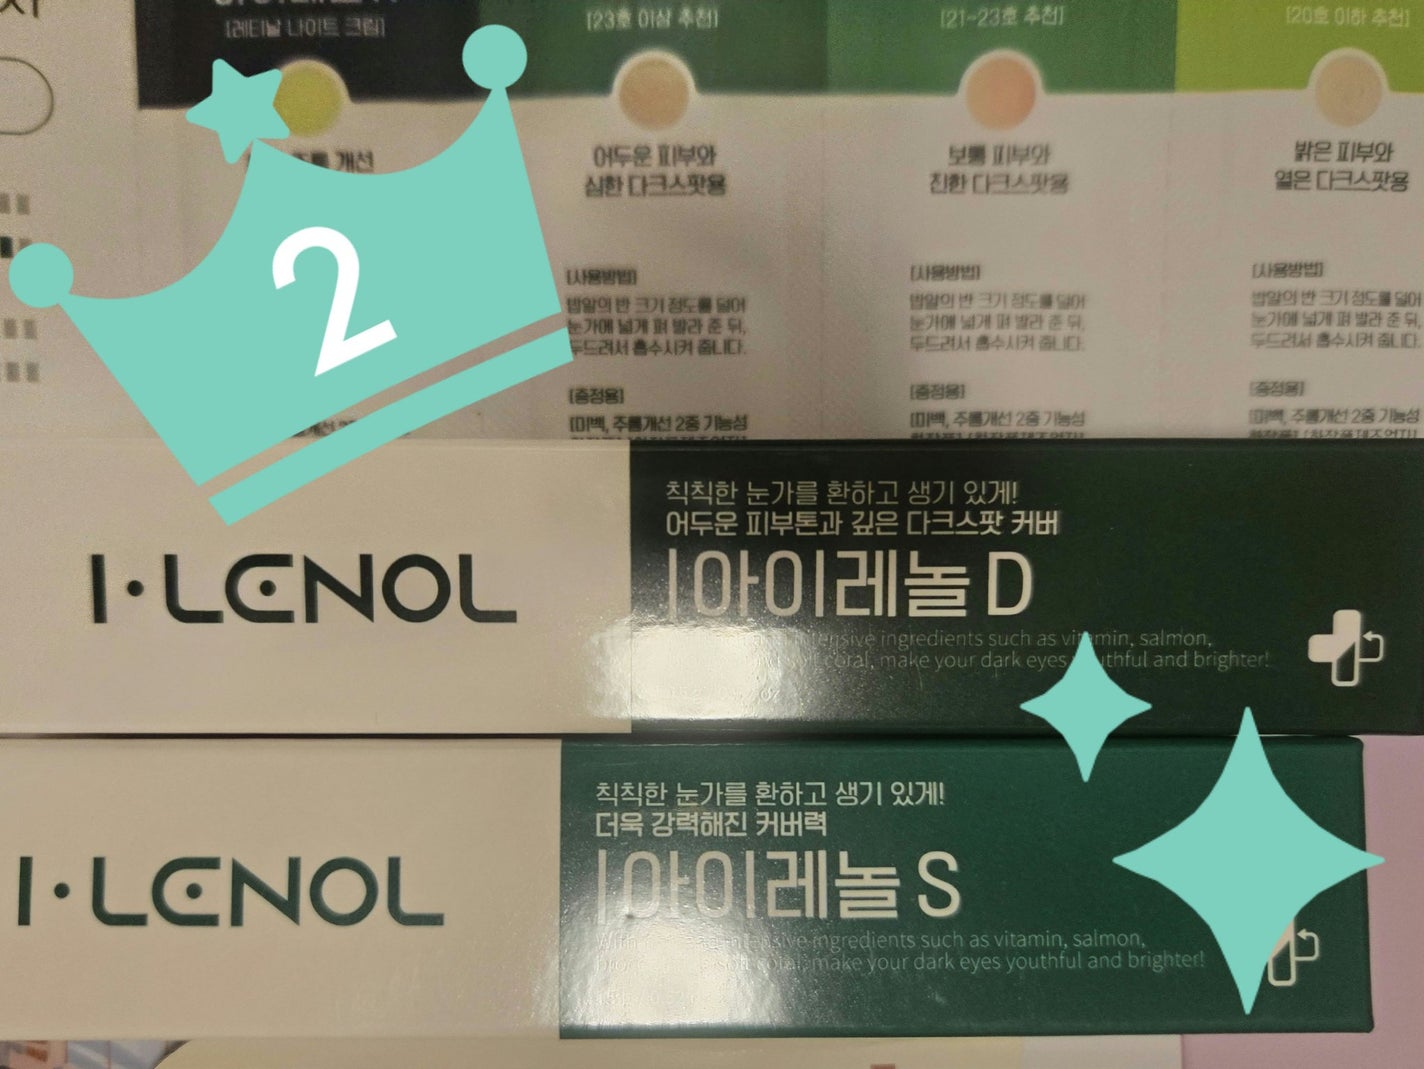 [레티날 나이트 크림]
[23호 이상 추천]
[21~23호 추천]
[20호 이하 추천]
개선
어두운 피부와
심한 다크스팟용
보통 피부와
진한 다크스팟용
밝은 피부와
옅은 다크스팟용
2
[사용방법]
밥알의 반 크기 정도를 덜어
눈가에 넓게 펴 발라 준 뒤,
두드려서 흡수시켜 줍니다.
[사용방법]
밥알의 반 크기 정도를 덜어
눈가에 넓게 펴 발라 준 뒤,
두드려서 흡수시켜 줍니다.
[사용방법]
밥알의 반 크기 정도를 덜어
눈가에 넓게 펴 발라 준 뒤,
두드려서 흡수시켜 줍니다.
[증정용]
[미백, 주름개선 2중 기능성
[증정용]
[미백, 주름개선 2중 기능성
[증정용]
[미백, 주름개선 2중 기능성
I·LENOL
칙칙한 눈가를 환하고 생기 있게!
어두운 피부톤과 깊은 다크스팟 커버
아이레놀 D
intensive ingredients such as vitamin, salmon,
coral, make your dark eyes youthful and brighter!
I·LENOL
칙칙한 눈가를 환하고 생기 있게!
더욱 강력해진 커버력
아이레놀 S
With intensive ingredients such as vitamin, salmon,
soft coral, make your dark eyes youthful and brighter!